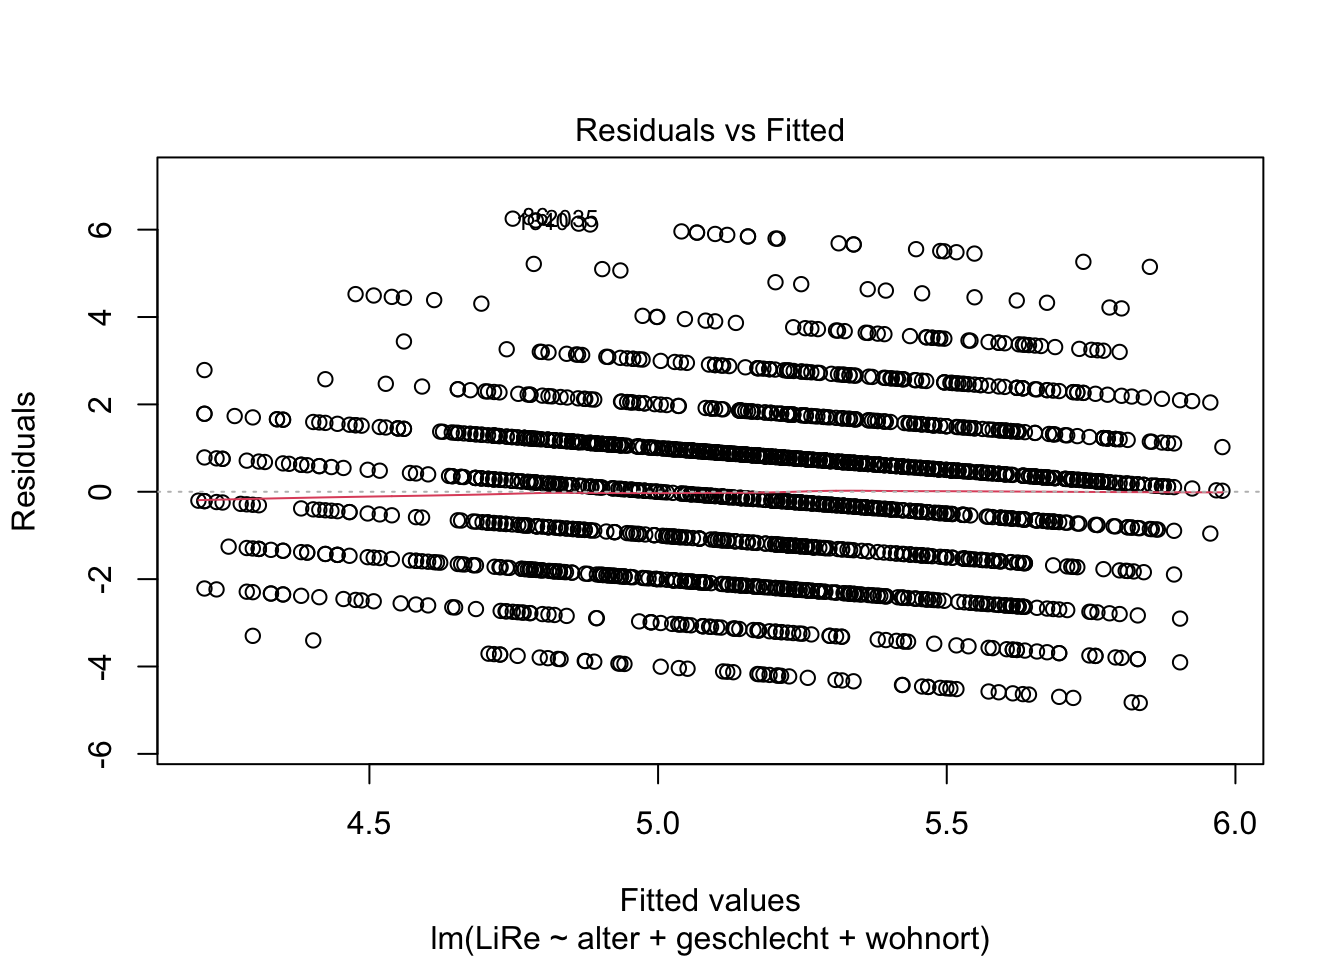 Residuals vs Fitted
Residuals
6
4
2
0
-2
-4
-6
4.5 5.0 5.5 6.0
Fitted values
lm(LiRe ~ alter + geschlecht + wohnort)